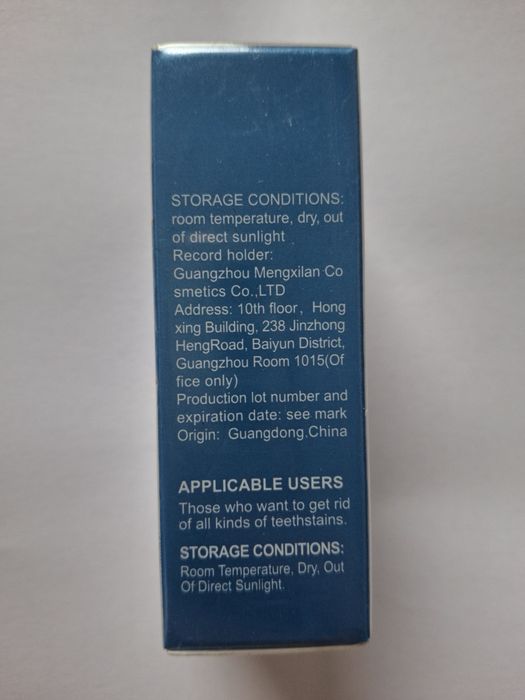 STORAGE CONDITIONS:
room temperature, dry, out
of direct sunlight
Record holder:
Guangzhou Mengxilan Co
smetics Co.,LTD
Address: 10th floor, Hong
xing Building, 238 Jinzhong
HengRoad, Baiyun District,
Guangzhou Room 1015(Of
fice only)
Production lot number and
expiration date: see mark
Origin: Guangdong.China
APPLICABLE USERS
Those who want to get rid
of all kinds of teethstains.
STORAGE CONDITIONS:
Room Temperature, Dry, Out
Of Direct Sunlight.